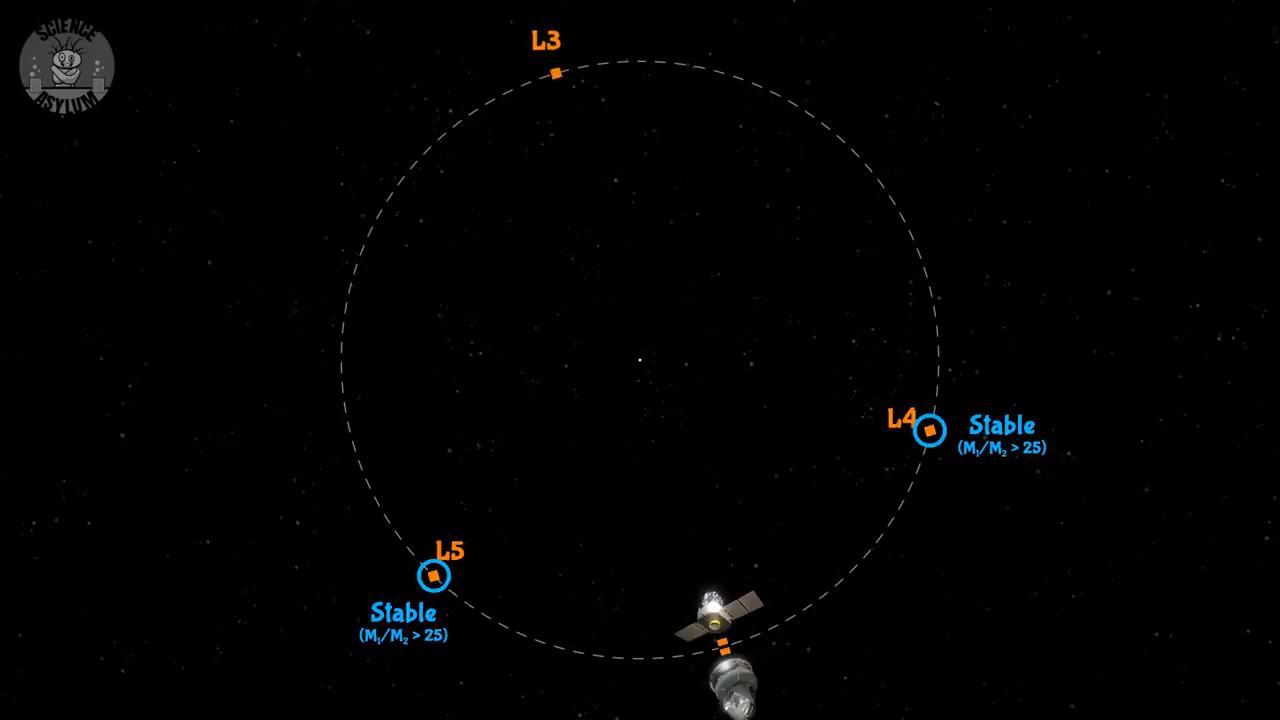 SCIENCE
ASYLUM
L3
L4
Stable
(M₁/M₂ > 25)
L5
Stable
(M₁/M₂ > 25)